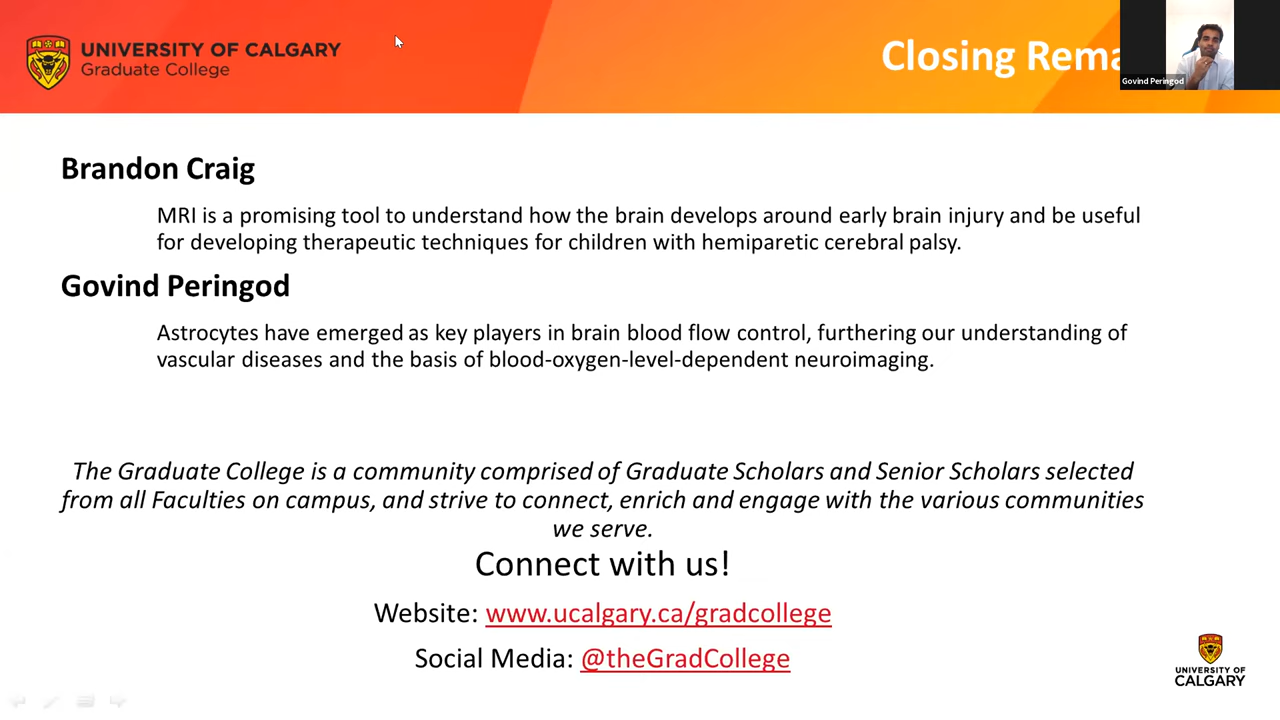 UNIVERSITY OF CALGARY
Graduate College
Closing
Govind Peringod
Brandon Craig
MRI is a promising tool to understand how the brain develops around early brain injury and be useful
for developing therapeutic techniques for children with hemiparetic cerebral palsy.
Govind Peringod
Astrocytes have emerged as key players in brain blood flow control, furthering our understanding of
vascular diseases and the basis of blood-oxygen-level-dependent neuroimaging.
The Graduate College is a community comprised of Graduate Scholars and Senior Scholars selected
from all Faculties on campus, and strive to connect, enrich and engage with the various communities
we serve.
Connect with us!
Website: www.ucalgary.ca/gradcollege
Social Media: @theGradCollege
UNIVERSITY OF
CALGARY